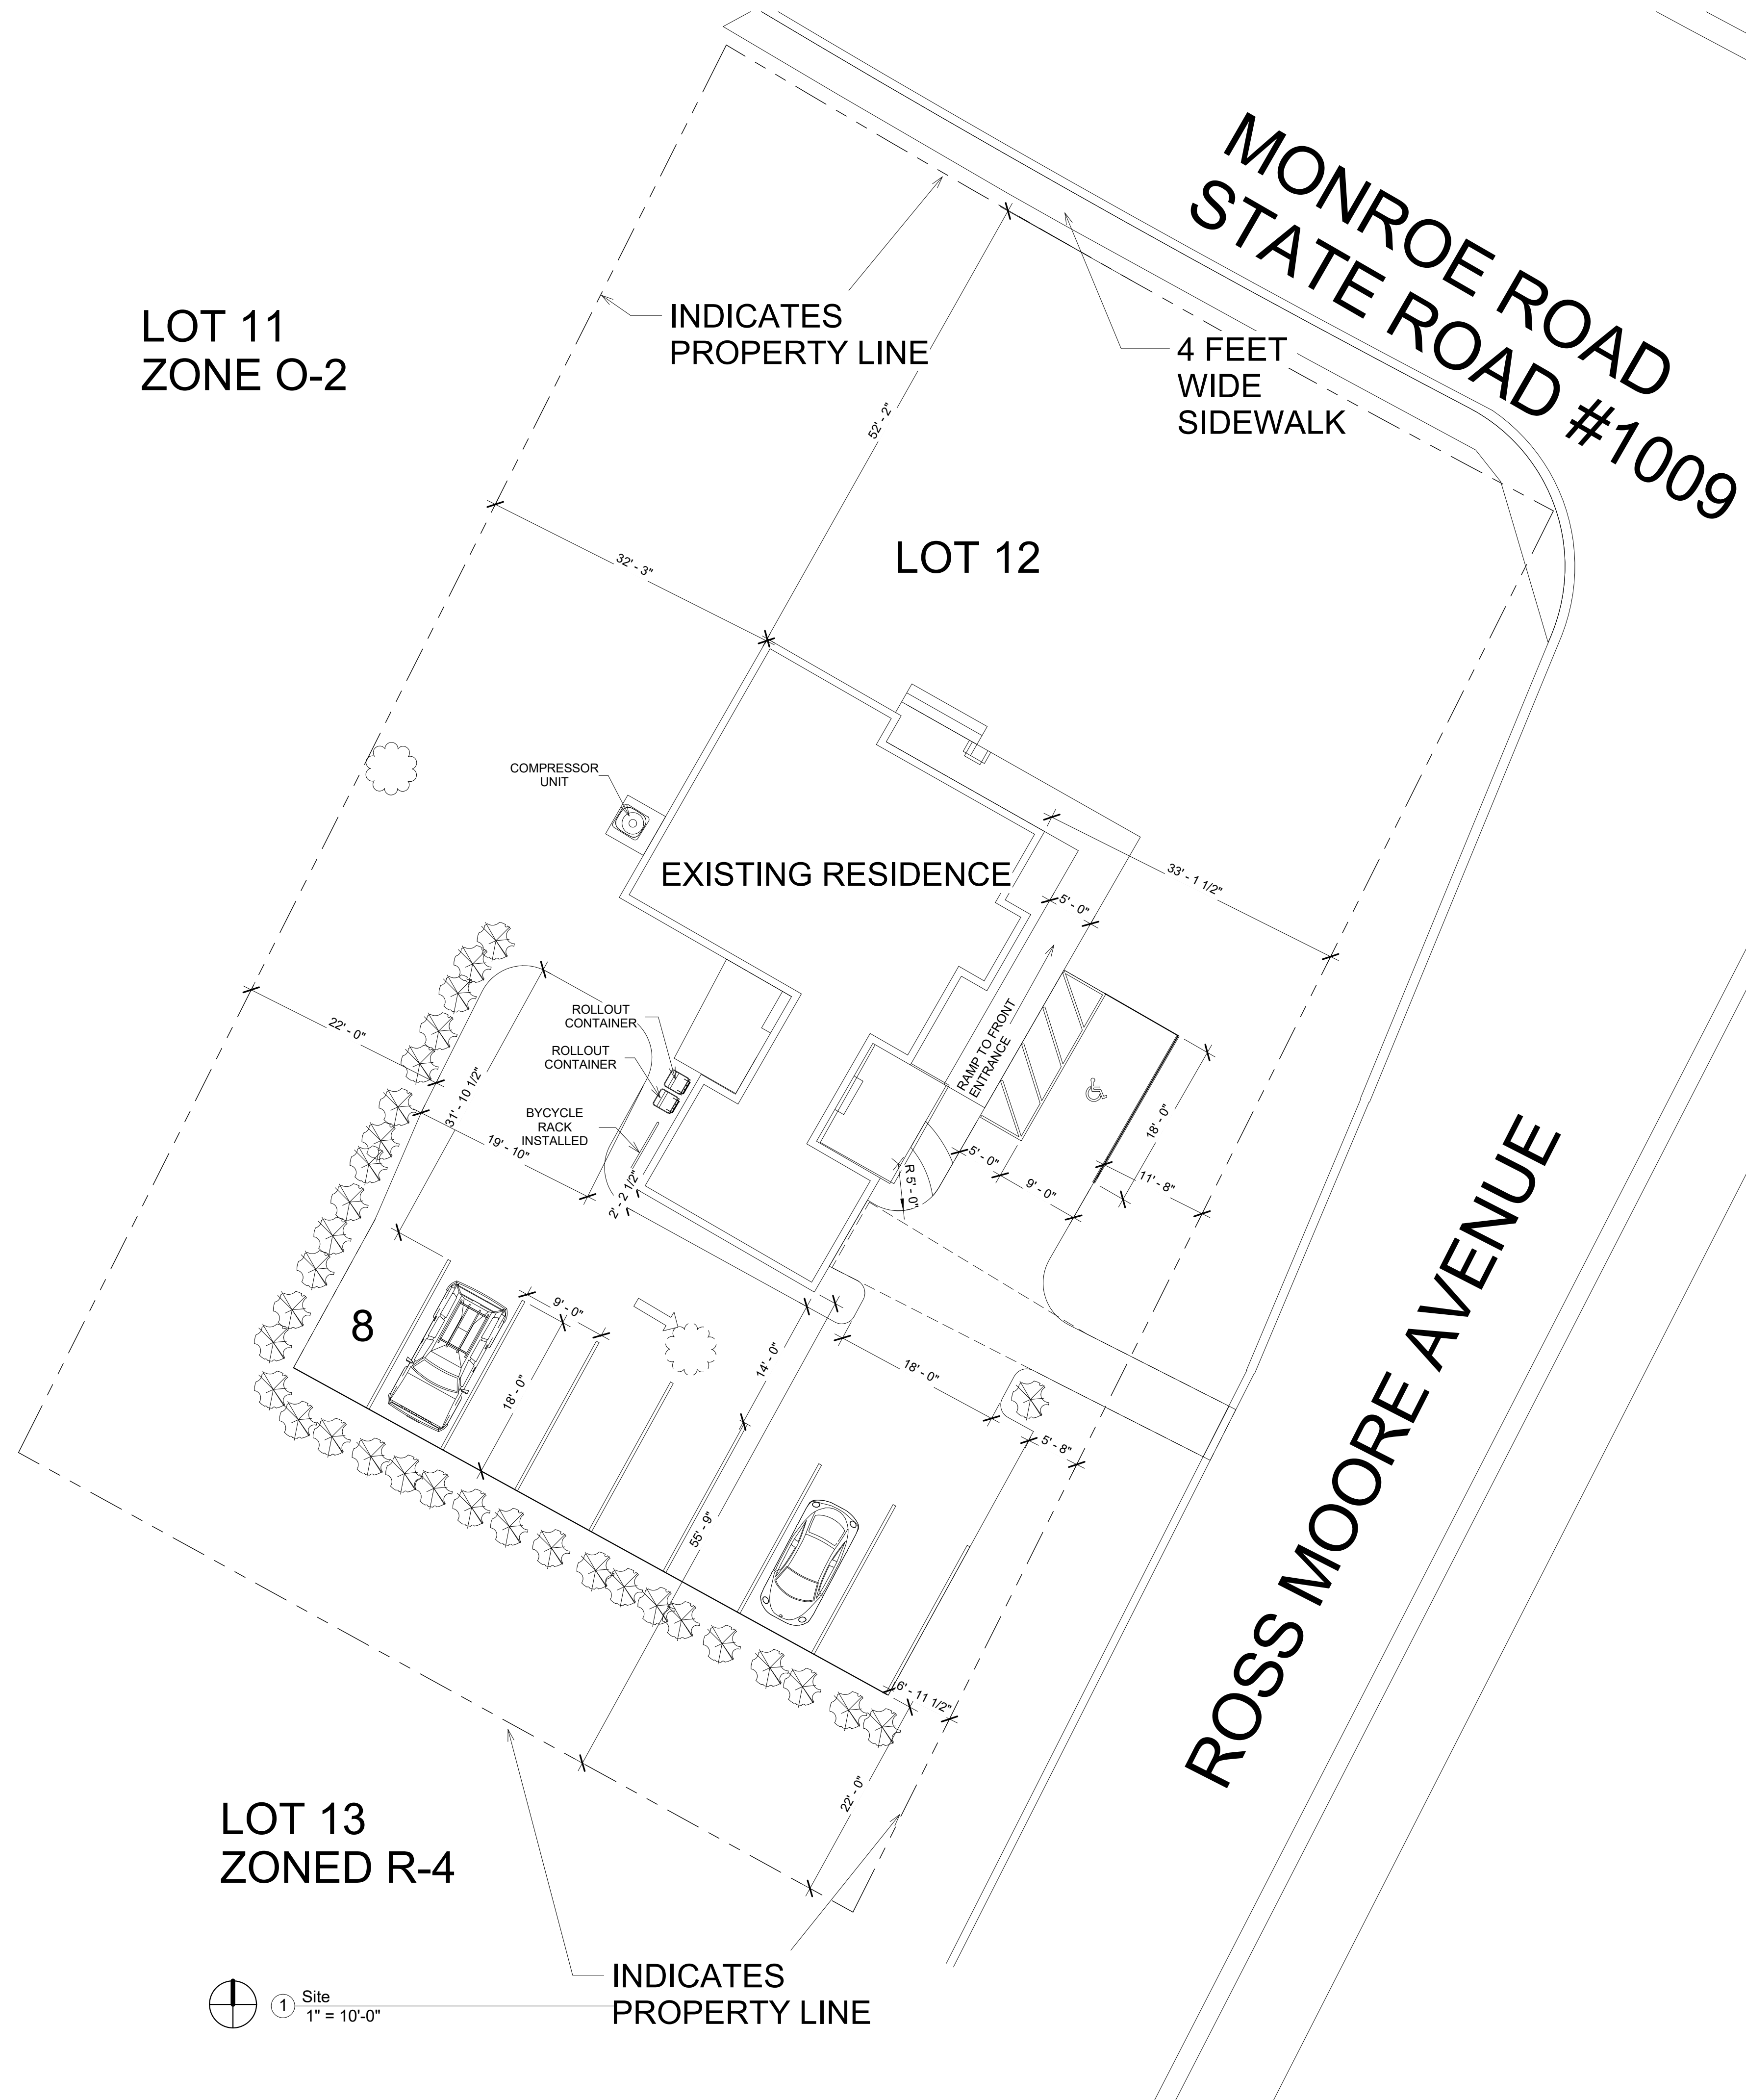 MONROE ROAD
STATE ROAD #1009
LOT 11
ZONE O-2
INDICATES
PROPERTY LINE
4 FEET
WIDE
SIDEWALK
52' - 2"
32' - 3"
LOT 12
COMPRESSOR
UNIT
EXISTING RESIDENCE
33' - 1 1/2"
5' - 0"
ROLLOUT
CONTAINER
ROLLOUT
CONTAINER
22' - 0"
31' - 10 1/2"
RAMP TO FRONT
ENTRANCE
BYCYCLE
RACK
INSTALLED
19' - 10"
2' - 2 1/2"
18' - 0"
5' - 0"
9' - 0"
11' - 8"
R 5' - 0"
8
9' - 0"
18' - 0"
14' - 0"
18' - 0"
5' - 8"
55' - 9"
6' - 11 1/2"
22' - 0"
ROSS MOORE AVENUE
LOT 13
ZONED R-4
INDICATES
PROPERTY LINE
1
Site
1" = 10'-0"